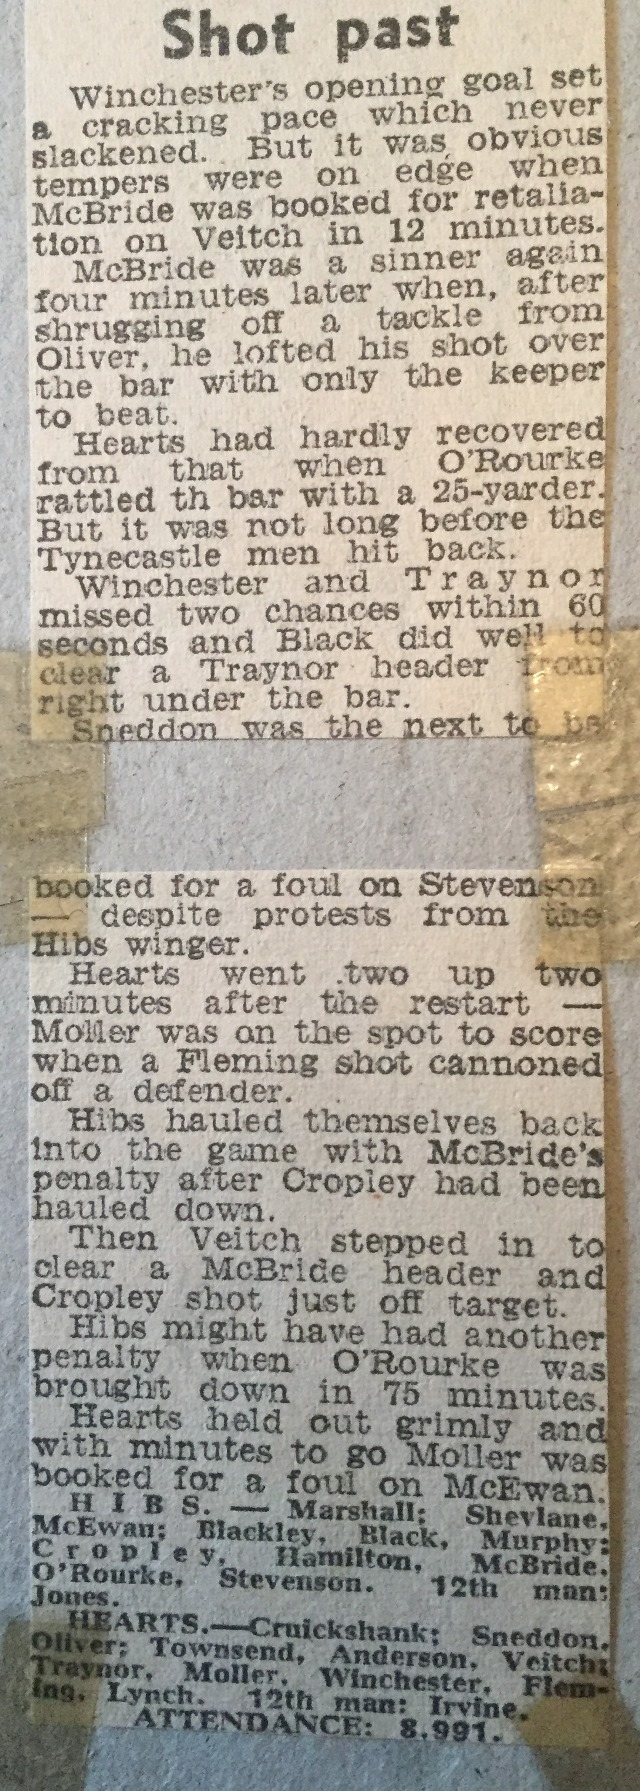 Shot past
Winchester's opening goal set
a cracking pace which never
slackened. But it was obvious
tempers were on edge when
McBride was booked for retalia-
tion on Veitch in 12 minutes.
McBride was a sinner again
four minutes later when, after
shrugging off a tackle from
Oliver, he lofted his shot over
the bar with only the keeper
to beat.
Hearts had hardly recovered
from that when O'Rourke
rattled th bar with a 25-yarder.
But it was not long before the
Tynecastle men hit back.
Winchester and Traynor
missed two chances within 60
seconds and Black did well to
clear a Traynor header from
right under the bar.
Sneddon was the next to be
booked for a foul on Stevenson
— despite protests from the
Hibs winger.
Hearts went two up two
minutes after the restart —
Moller was on the spot to score
when a Fleming shot cannoned
off a defender.
Hibs hauled themselves back
into the game with McBride's
penalty after Cropley had been
hauled down.
Then Veitch stepped in to
clear a McBride header and
Cropley shot just off target.
Hibs might have had another
penalty when O'Rourke was
brought down in 75 minutes.
Hearts held out grimly and
with minutes to go Moller was
booked for a foul on McEwan.
HIBS. — Marshall; Shevlane,
McEwan; Blackley, Black, Murphy;
Cropley, Hamilton, McBride,
O'Rourke, Stevenson. 12th man:
Jones.
HEARTS.—Cruickshank; Sneddon,
Oliver; Townsend, Anderson, Veitch;
Traynor, Moller, Winchester, Flem-
ing, Lynch. 12th man: Irvine.
ATTENDANCE: 8,991.